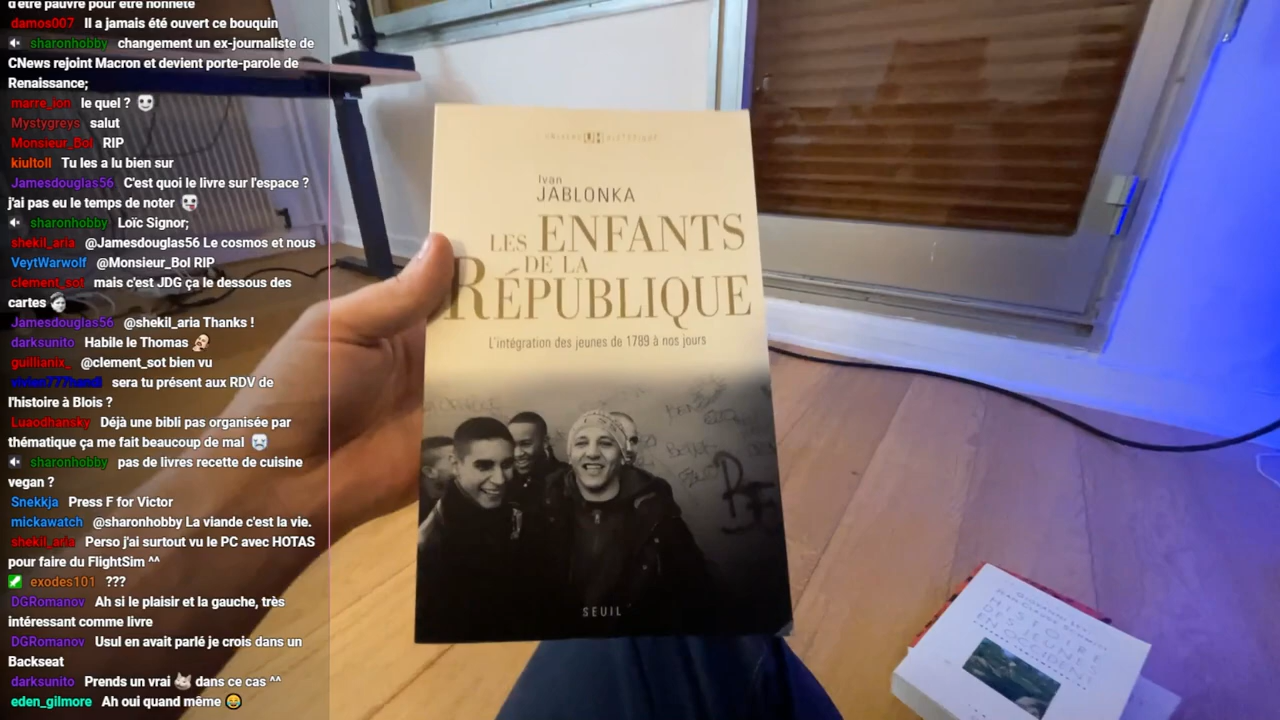 d'être pauvre pour être honnête
damos007 Il a jamais été ouvert ce bouquin
sharonhobby changement un ex-journaliste de
CNews rejoint Macron et devient porte-parole de
Renaissance;
marre_ion le quel ?
Mystygreys salut
Monsieur_Bol RIP
kiultoll Tu les a lu bien sur
Jamesdouglas56 C'est quoi le livre sur l'espace ?
j'ai pas eu le temps de noter
sharonhobby Loïc Signor;
shekil_aria @Jamesdouglas56 Le cosmos et nous
VeytWarwolf @Monsieur_Bol RIP
clement_sot mais c'est JDG ça le dessous des
cartes
Jamesdouglas56 @shekil_aria Thanks !
darksunito Habile le Thomas
guillianix_ @clement_sot bien vu
sera tu présent aux RDV de
l'histoire à Blois ?
Luaodhansky Déjà une bibli pas organisée par
thématique ça me fait beaucoup de mal
sharonhobby pas de livres recette de cuisine
vegan ?
Snekkja Press F for Victor
mickawatch @sharonhobby La viande c'est la vie.
shekil_aria Perso j'ai surtout vu le PC avec HOTAS
pour faire du FlightSim ^^
exodes101 ???
DGRomanov Ah si le plaisir et la gauche, très
intéressant comme livre
DGRomanov Usul en avait parlé je crois dans un
Backseat
darksunito Prends un vrai dans ce cas ^^
eden_gilmore Ah oui quand même
UH
Ivan
JABLONKA
LES ENFANTS
DE LA
RÉPUBLIQUE
L'intégration des jeunes de 1789 à nos jours
SEUIL
HISTOIRE
DES JEUNES
EN OCCIDENT